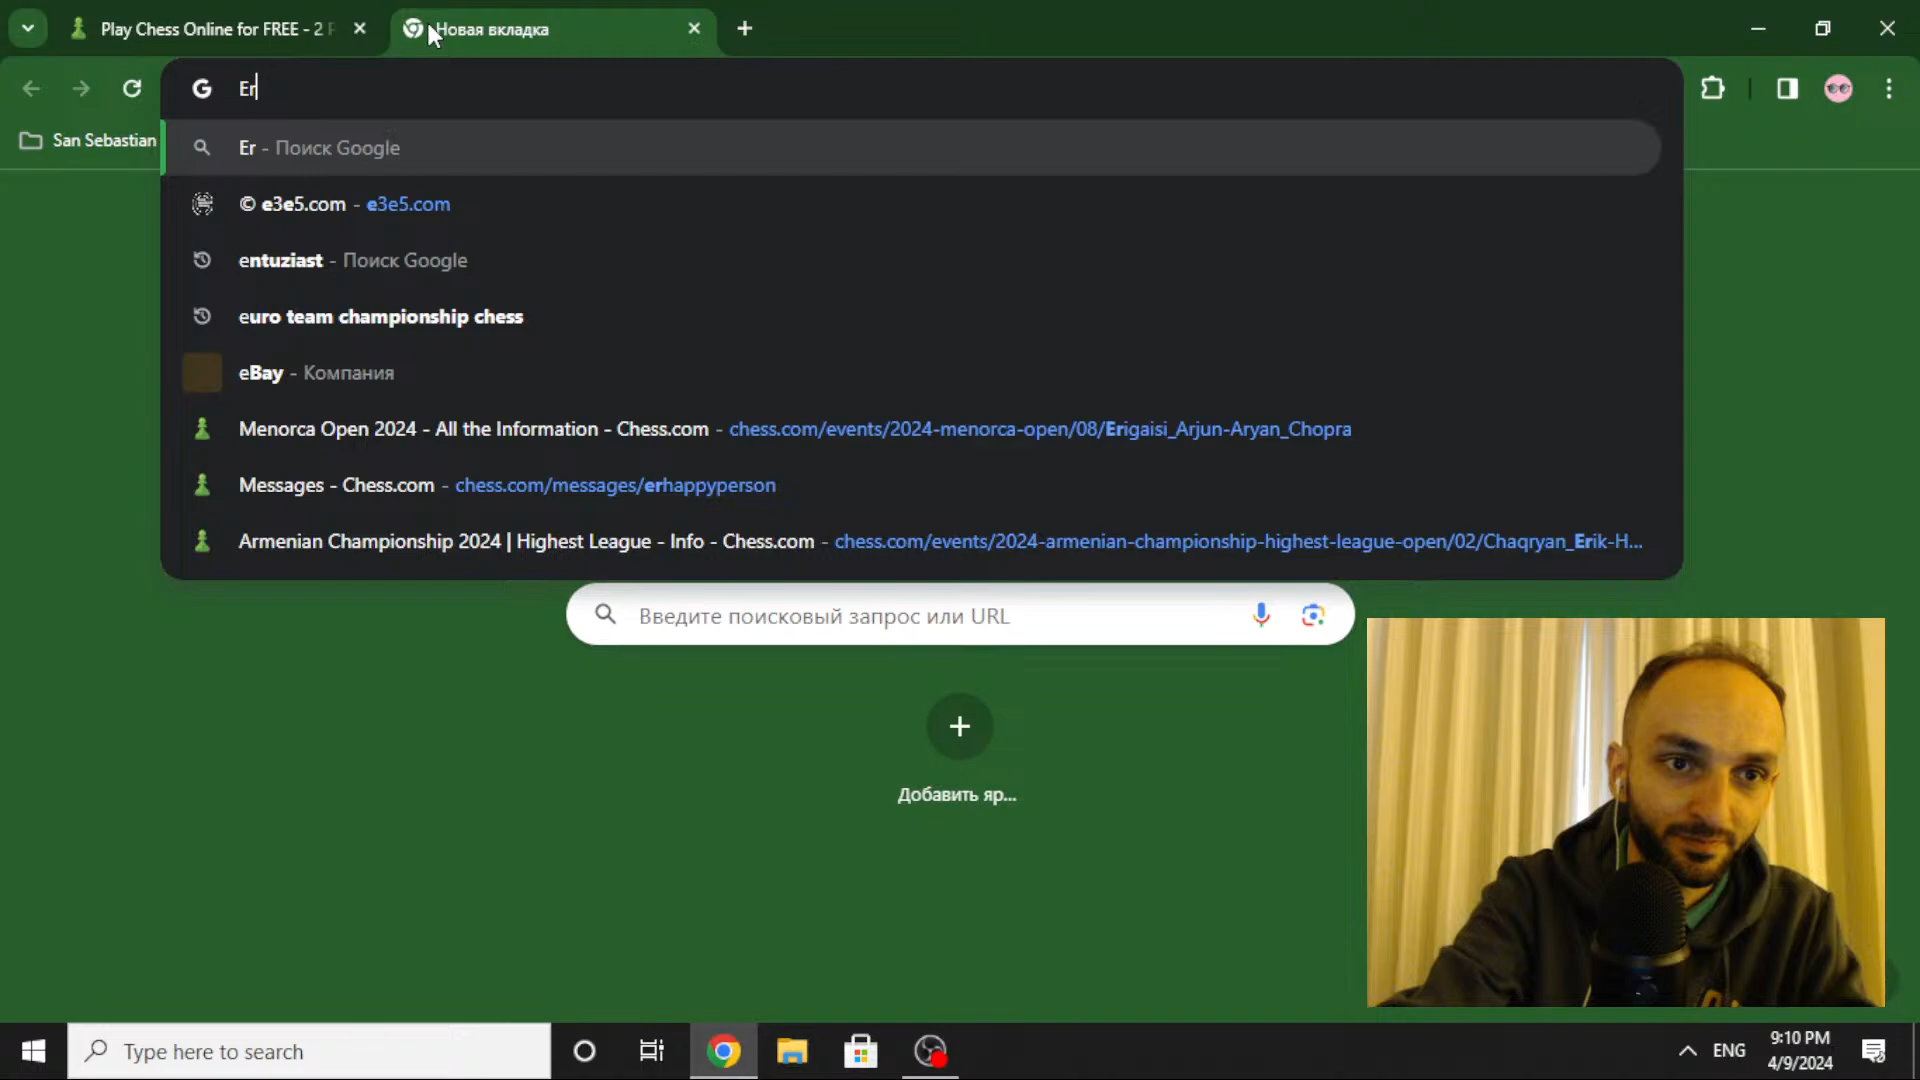 Play Chess Online for FREE - 2 P
Новая вкладка
Er
San Sebastian
Er - Поиск Google
© e3e5.com - e3e5.com
entuziast - Поиск Google
euro team championship chess
eBay - Компания
Menorca Open 2024 - All the Information - Chess.com - chess.com/events/2024-menorca-open/08/Erigaisi_Arjun-Aryan_Chopra
Messages - Chess.com - chess.com/messages/erhappyperson
Armenian Championship 2024 | Highest League - Info - Chess.com - chess.com/events/2024-armenian-championship-highest-league-open/02/Chaqryan_Erik-H...
Введите поисковый запрос или URL
Добавить яр...
Type here to search
ENG
9:10 PM
4/9/2024